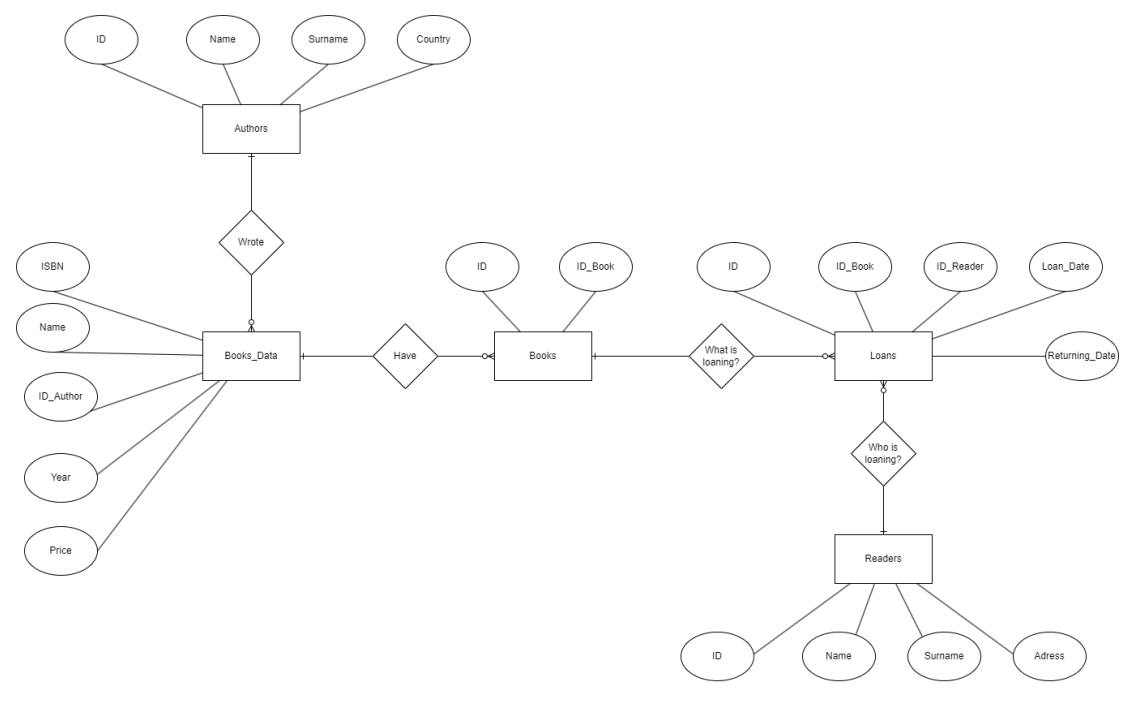 ID
Name
Surname
Country
Authors
Wrote
ISBN
Name
ID_Author
Year
Price
Books_Data
Have
ID
ID_Book
Books
What is
loaning?
ID
ID_Book
ID_Reader
Loan_Date
Loans
Returning_Date
Who is
loaning?
Readers
ID
Name
Surname
Adress